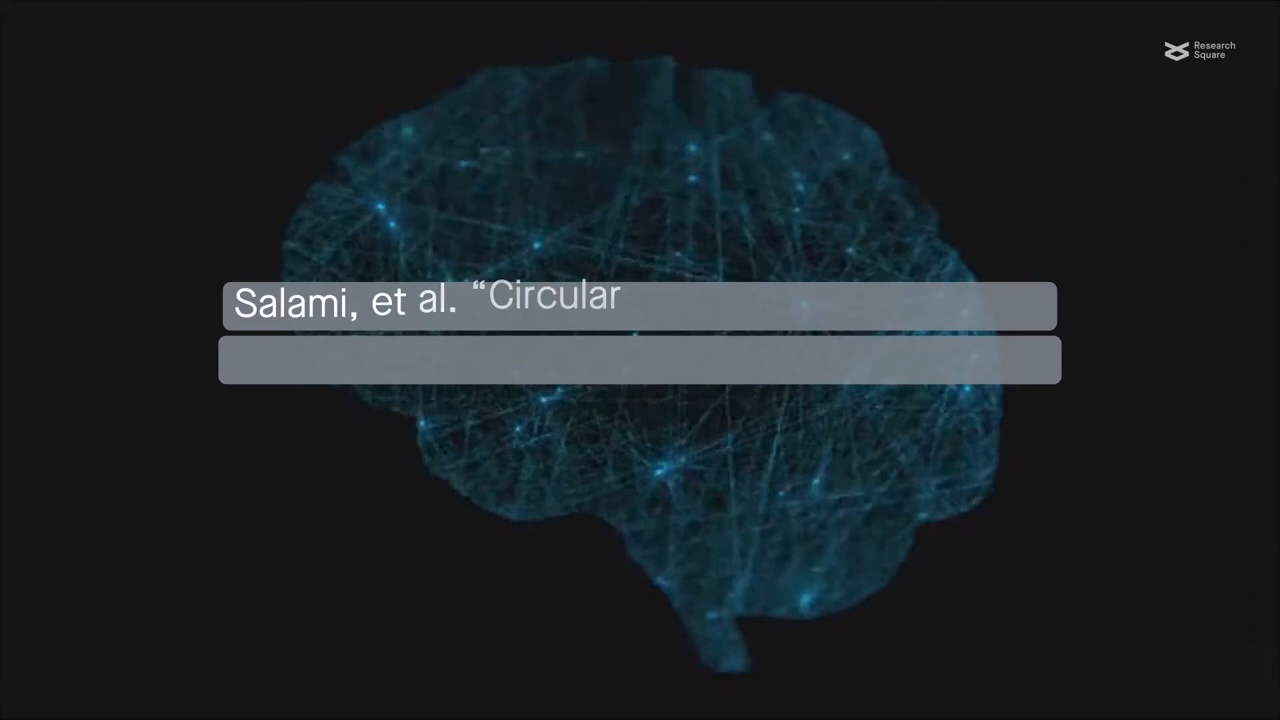 Research
Square
Salami, et al. “Circular